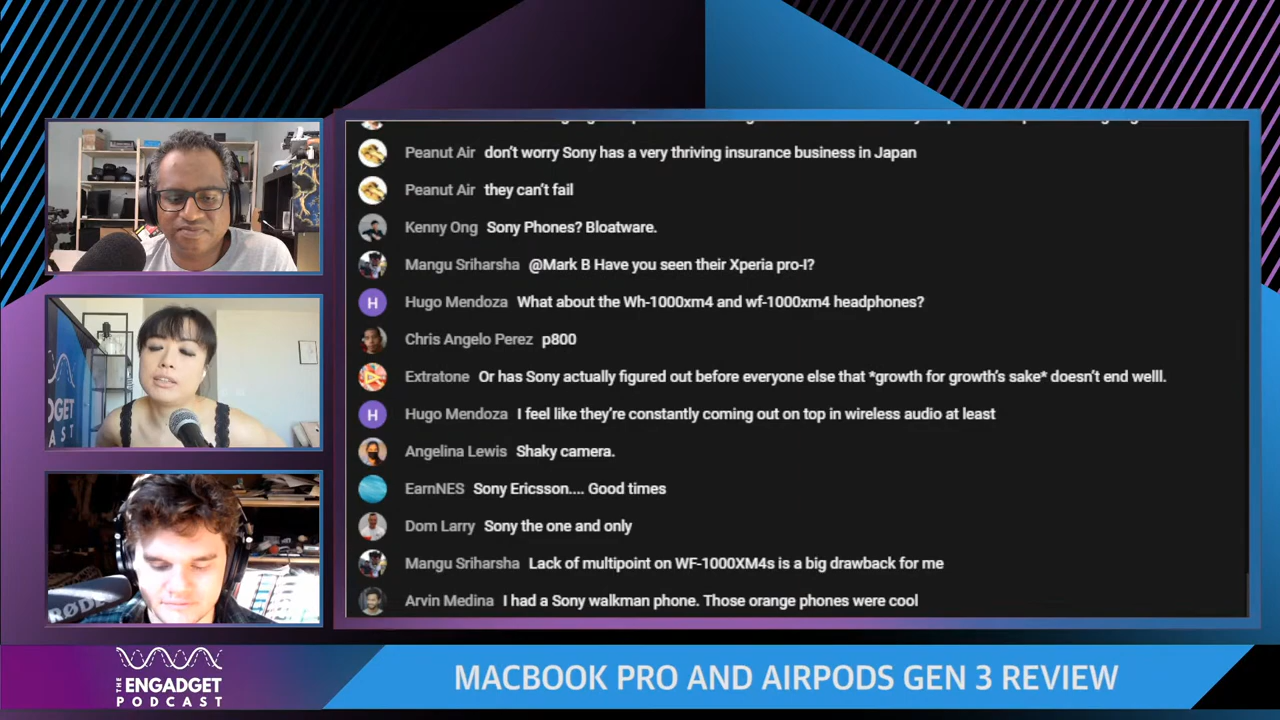 Peanut Air don't worry Sony has a very thriving insurance business in Japan
Peanut Air they can't fail
Kenny Ong Sony Phones? Bloatware.
Mangu Sriharsha @Mark B Have you seen their Xperia pro-I?
H Hugo Mendoza What about the Wh-1000xm4 and wf-1000xm4 headphones?
Chris Angelo Perez p800
Extratone Or has Sony actually figured out before everyone else that *growth for growth's sake* doesn't end welll.
H Hugo Mendoza I feel like they're constantly coming out on top in wireless audio at least
Angelina Lewis Shaky camera.
EarnNES Sony Ericsson.... Good times
Dom Larry Sony the one and only
Mangu Sriharsha Lack of multipoint on WF-1000XM4s is a big drawback for me
Arvin Medina I had a Sony walkman phone. Those orange phones were cool
DGET
AST
RØDE
THE
ENGADGET
PODCAST
MACBOOK PRO AND AIRPODS GEN 3 REVIEW